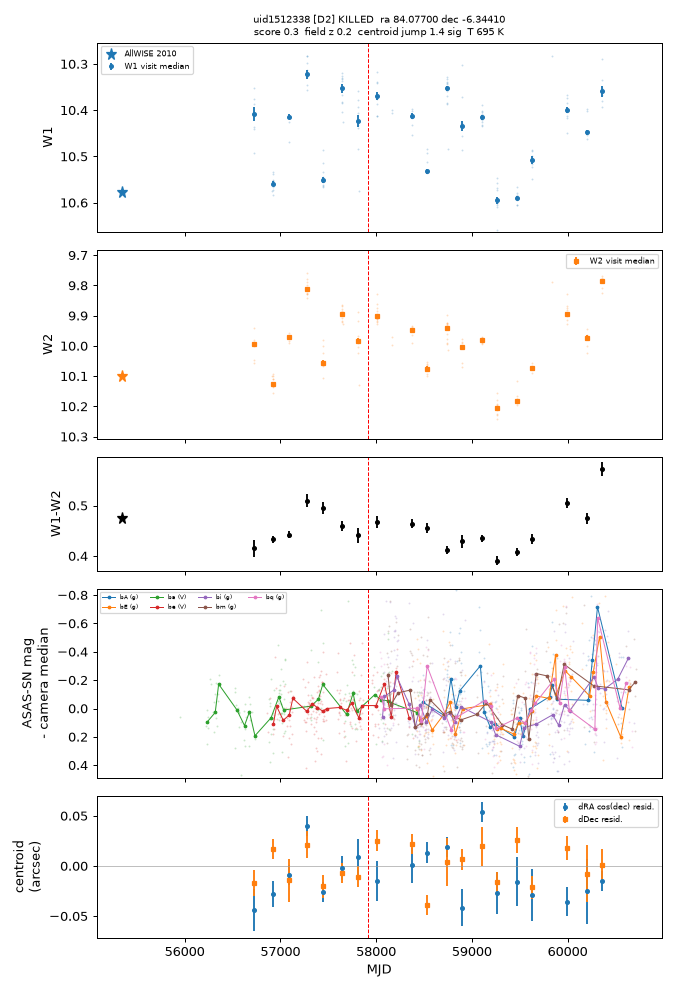 uid1512338 [D2] KILLED  ra 84.07700 dec -6.34410
score 0.3  field z 0.2  centroid jump 1.4 sig  T 695 K
AllWISE 2010
W1 visit median
10.3
10.4
10.5
10.6
W1
W2 visit median
9.7
9.8
9.9
10.0
10.1
10.2
10.3
W2
0.5
0.4
W1-W2
bA (g)
bE (g)
ba (V)
be (V)
bi (g)
bm (g)
bq (g)
−0.8
−0.6
−0.4
−0.2
0.0
0.2
0.4
ASAS-SN mag
- camera median
dRA cos(dec) resid.
dDec resid.
0.05
0.00
−0.05
centroid
(arcsec)
56000
57000
58000
59000
60000
MJD